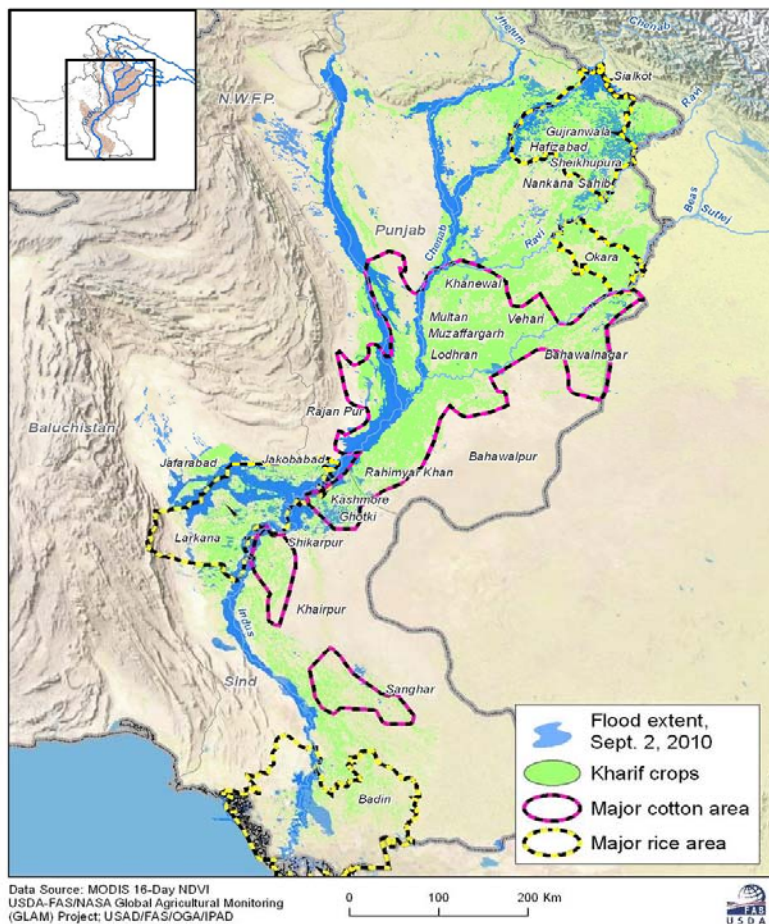 Indus
Jhelum
Chenab
Sialkot
N.W.F.P.
Ravi
Gujranwala
Hafizabad
Sheikhupura
Nankana Sahib
Beas
Sutlej
Punjab
Chenab
Ravi
Okara
Khanewal
Multan
Vehari
Muzaffargarh
Lodhran
Bahawalnagar
Rajan Pur
Baluchistan
Jafarabad
Jakobabad
Rahimyar Khan
Bahawalpur
Kashmore
Ghotki
Larkana
Shikarpur
Khairpur
Indus
Sind
Sanghar
Badin
Flood extent,
Sept. 2, 2010
Kharif crops
Major cotton area
Major rice area
Data Source: MODIS 16-Day NDVI
USDA-FAS/NASA Global Agricultural Monitoring
(GLAM) Project; USAD/FAS/OGA/IPAD
0 100 200 Km
FAS
USDA